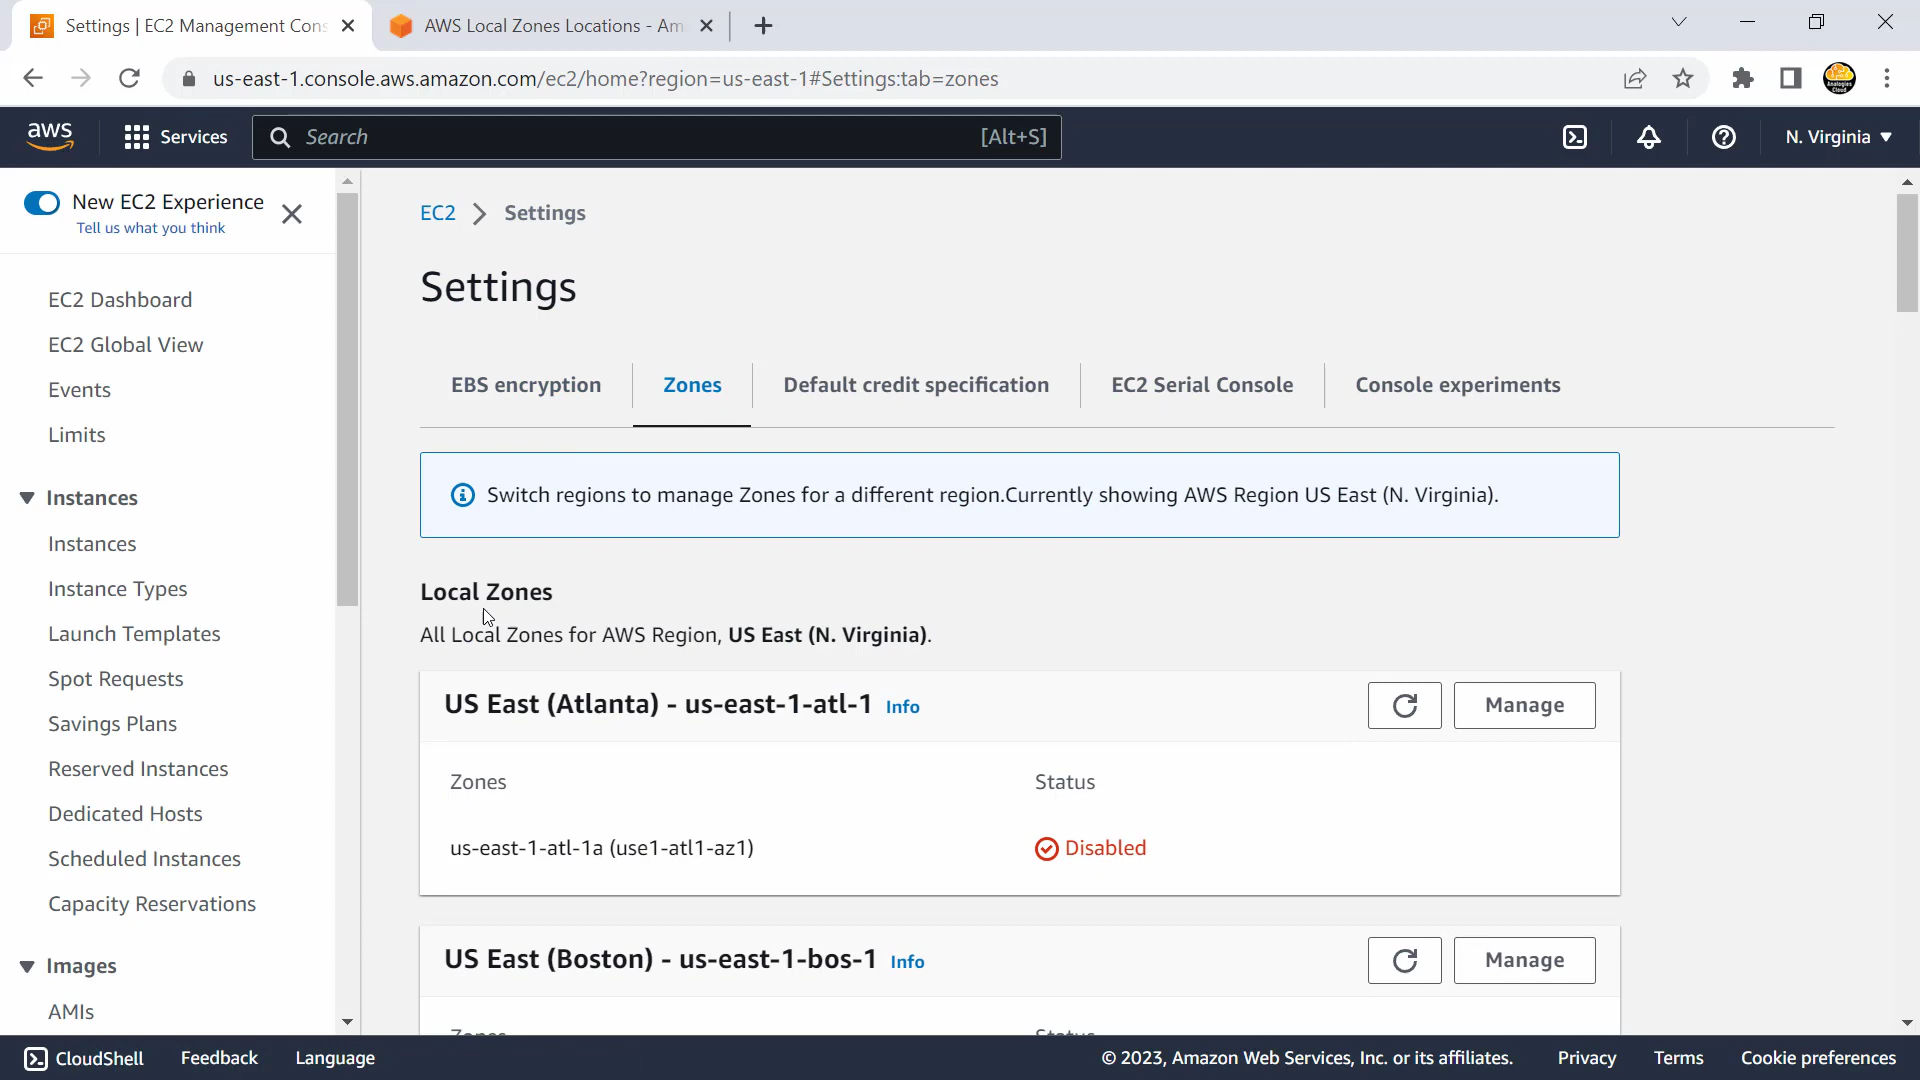 Settings | EC2 Management Cons
AWS Local Zones Locations - Am
us-east-1.console.aws.amazon.com/ec2/home?region=us-east-1#Settings:tab=zones
aws
Services
Search
[Alt+S]
N. Virginia
New EC2 Experience
Tell us what you think
EC2 Dashboard
EC2 Global View
Events
Limits
Instances
Instances
Instance Types
Launch Templates
Spot Requests
Savings Plans
Reserved Instances
Dedicated Hosts
Scheduled Instances
Capacity Reservations
Images
AMIs
EC2 > Settings
Settings
EBS encryption
Zones
Default credit specification
EC2 Serial Console
Console experiments
Switch regions to manage Zones for a different region.Currently showing AWS Region US East (N. Virginia).
Local Zones
All Local Zones for AWS Region, US East (N. Virginia).
US East (Atlanta) - us-east-1-atl-1 Info
Manage
Zones
Status
us-east-1-atl-1a (use1-atl1-az1)
Disabled
US East (Boston) - us-east-1-bos-1 Info
Manage
Zones
Status
CloudShell
Feedback
Language
© 2023, Amazon Web Services, Inc. or its affiliates.
Privacy
Terms
Cookie preferences